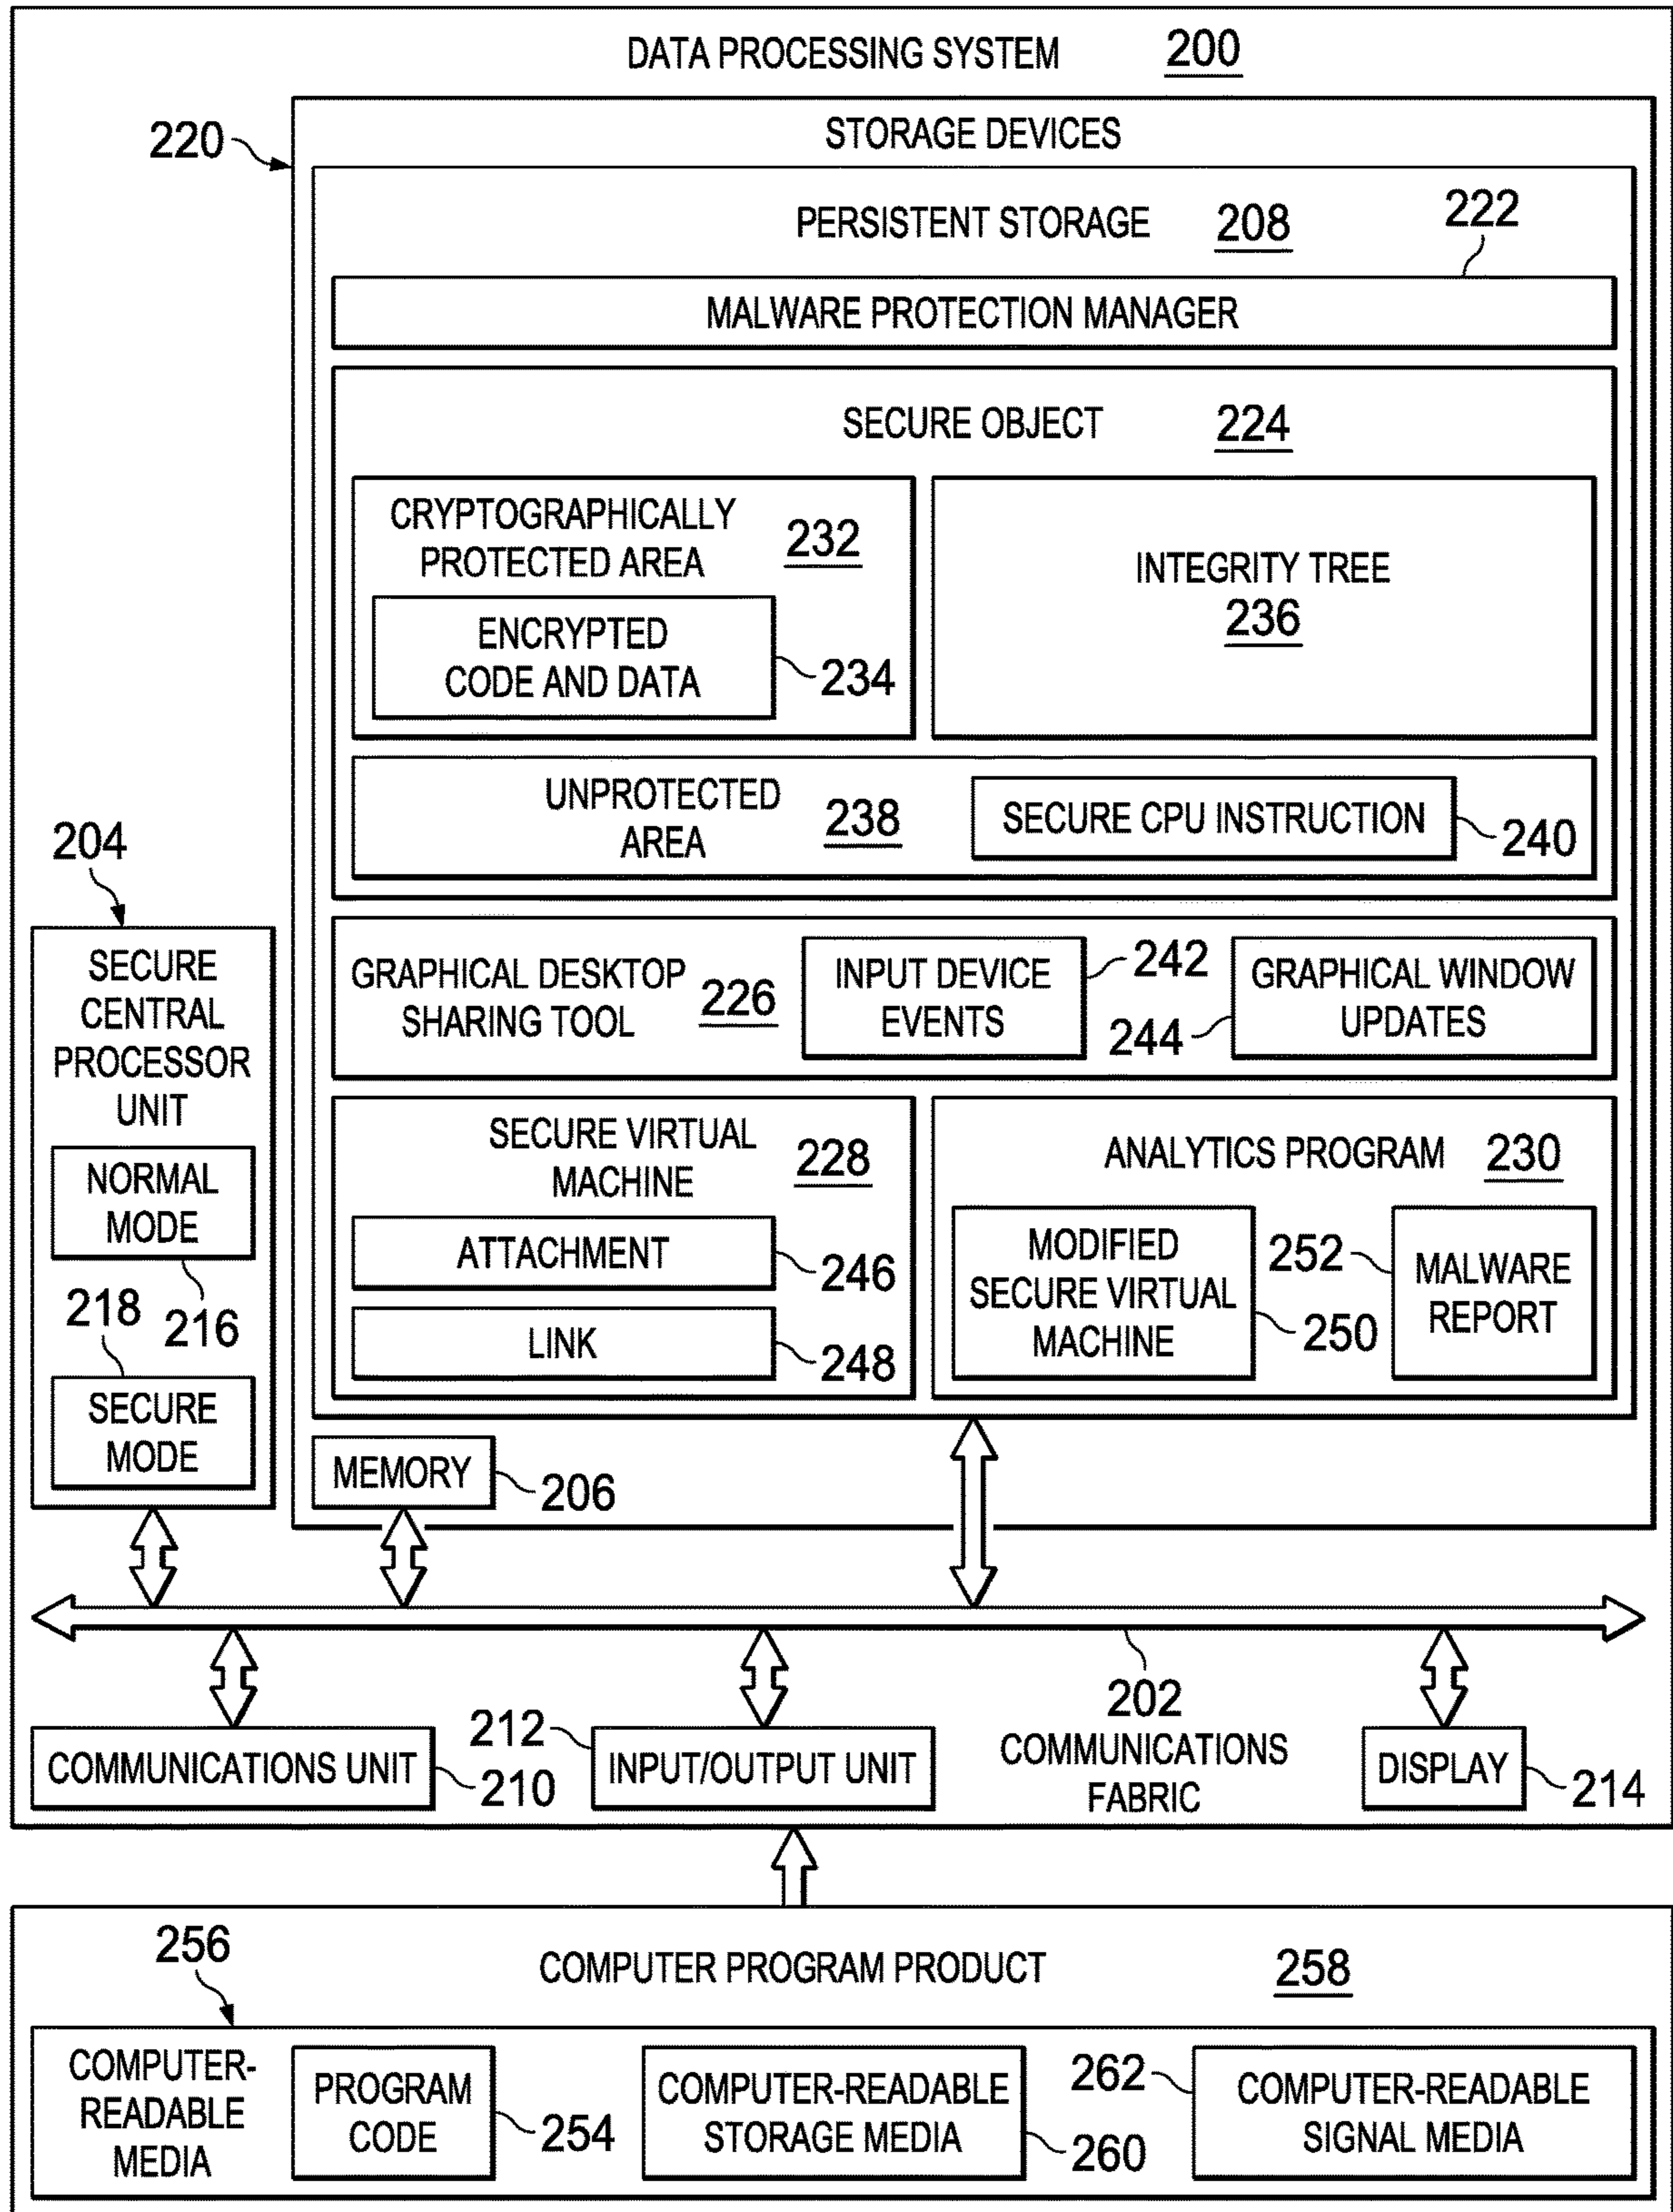 DATA PROCESSING SYSTEM 200
220
STORAGE DEVICES
PERSISTENT STORAGE 208
222
MALWARE PROTECTION MANAGER
SECURE OBJECT 224
CRYPTOGRAPHICALLY
PROTECTED AREA
232
ENCRYPTED
CODE AND DATA
234
INTEGRITY TREE
236
UNPROTECTED
AREA
238
SECURE CPU INSTRUCTION
240
204
SECURE
CENTRAL
PROCESSOR
UNIT
NORMAL
MODE
216
218
SECURE
MODE
GRAPHICAL DESKTOP
SHARING TOOL
226
INPUT DEVICE
EVENTS
242
244
GRAPHICAL WINDOW
UPDATES
SECURE VIRTUAL
MACHINE
228
ATTACHMENT
246
LINK
248
ANALYTICS PROGRAM 230
MODIFIED
SECURE VIRTUAL
MACHINE
250
252
MALWARE
REPORT
MEMORY
206
202
COMMUNICATIONS
FABRIC
COMMUNICATIONS UNIT
210
212
INPUT/OUTPUT UNIT
DISPLAY
214
256
COMPUTER PROGRAM PRODUCT 258
COMPUTER-
READABLE
MEDIA
PROGRAM
CODE
254
COMPUTER-READABLE
STORAGE MEDIA
260
262
COMPUTER-READABLE
SIGNAL MEDIA